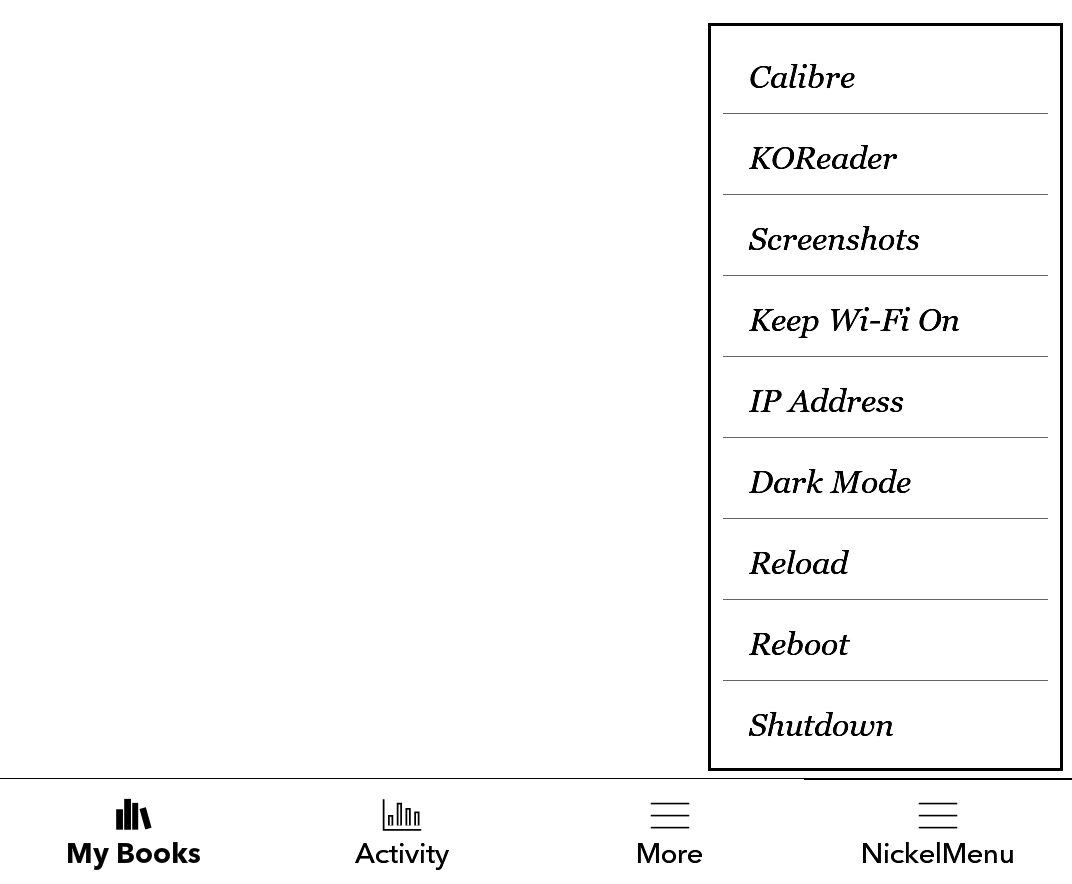 Calibre
KOReader
Screenshots
Keep Wi-Fi On
IP Address
Dark Mode
Reload
Reboot
Shutdown
My Books
Activity
More
NickelMenu